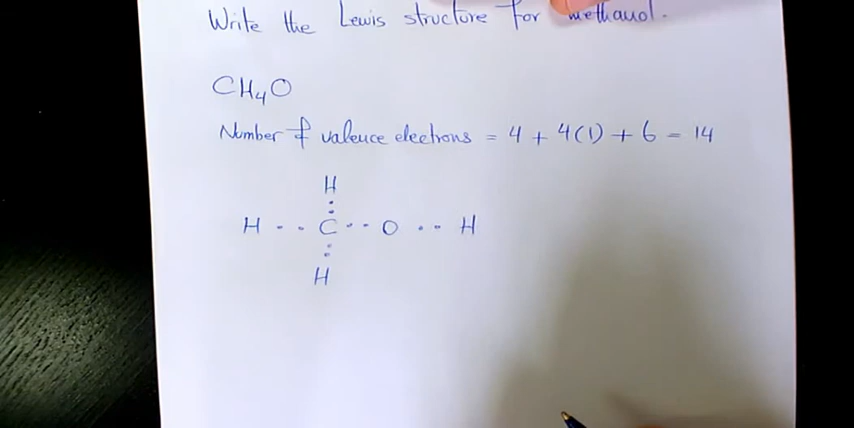 Write the Lewis structure for methanol.
CH₄O
Number of valence electrons = 4 + 4(1) + 6 = 14
H
H -- C -- O -- H
H